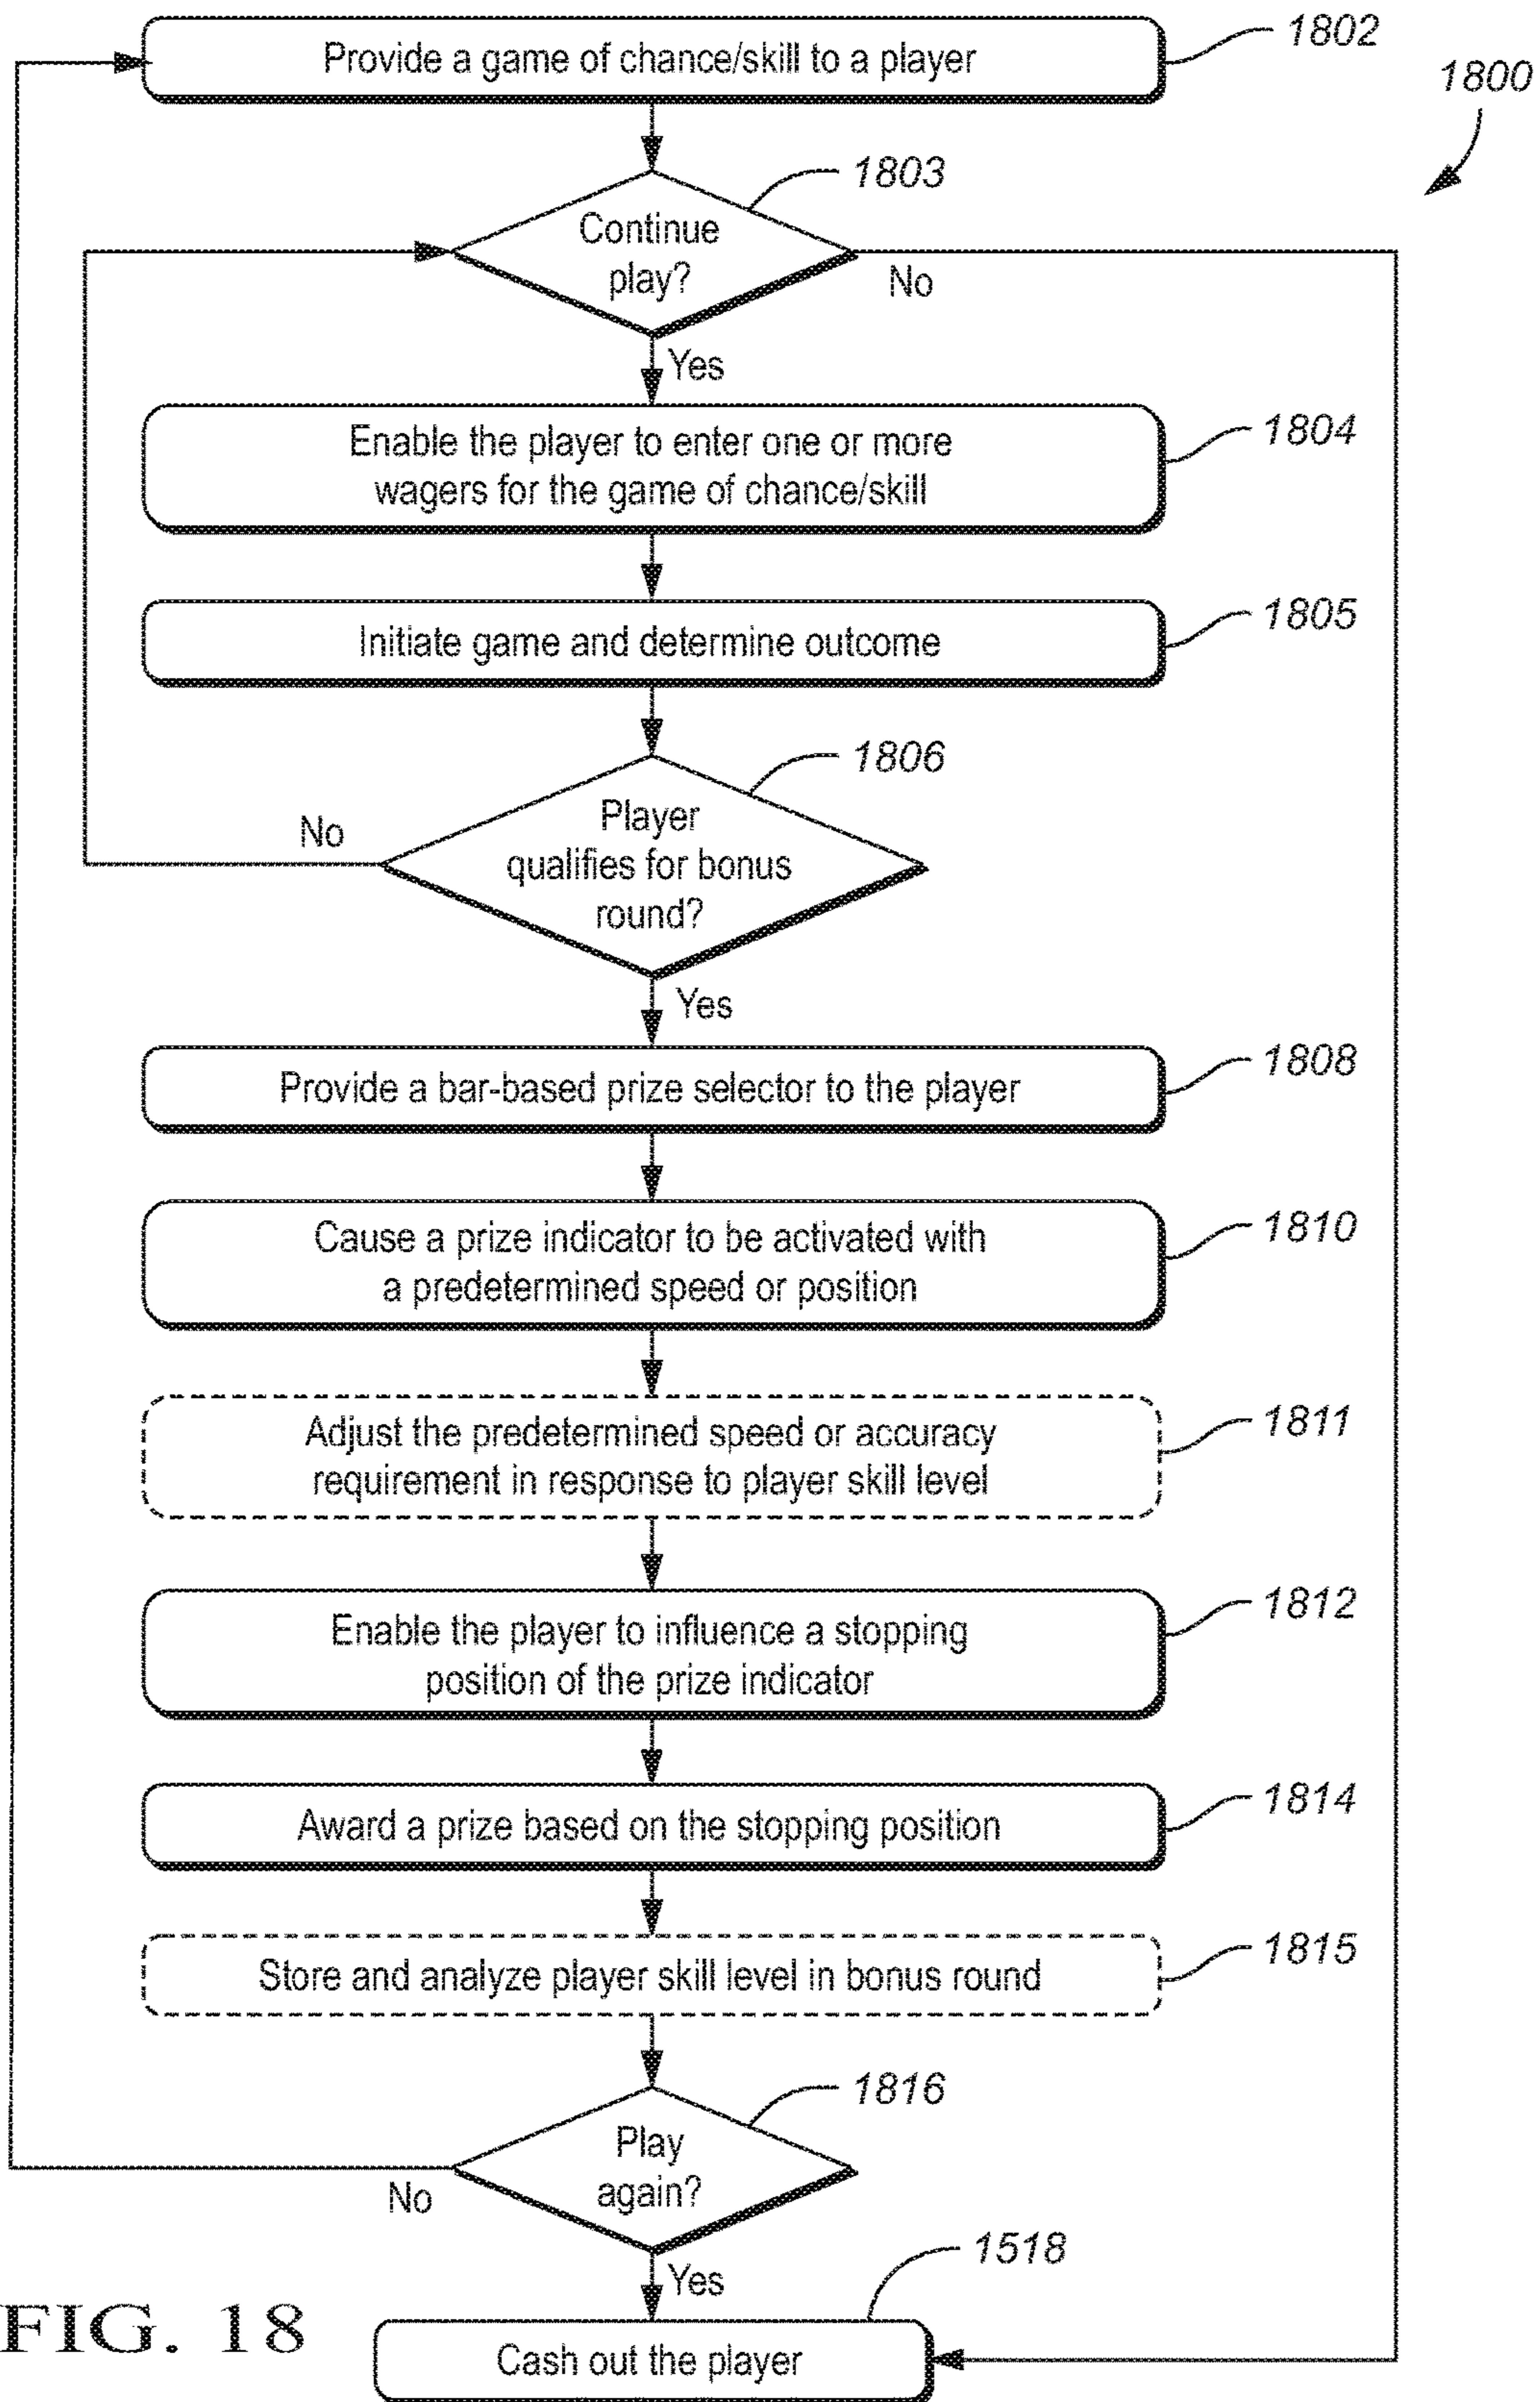 Provide a game of chance/skill to a player
1802
1800
1803
Continue
play?
No
Yes
Enable the player to enter one or more
wagers for the game of chance/skill
1804
Initiate game and determine outcome
1805
1806
Player
qualifies for bonus
round?
No
Yes
Provide a bar-based prize selector to the player
1808
Cause a prize indicator to be activated with
a predetermined speed or position
1810
Adjust the predetermined speed or accuracy
requirement in response to player skill level
1811
Enable the player to influence a stopping
position of the prize indicator
1812
Award a prize based on the stopping position
1814
Store and analyze player skill level in bonus round
1815
1816
Play
again?
No
Yes
1518
Cash out the player
FIG. 18